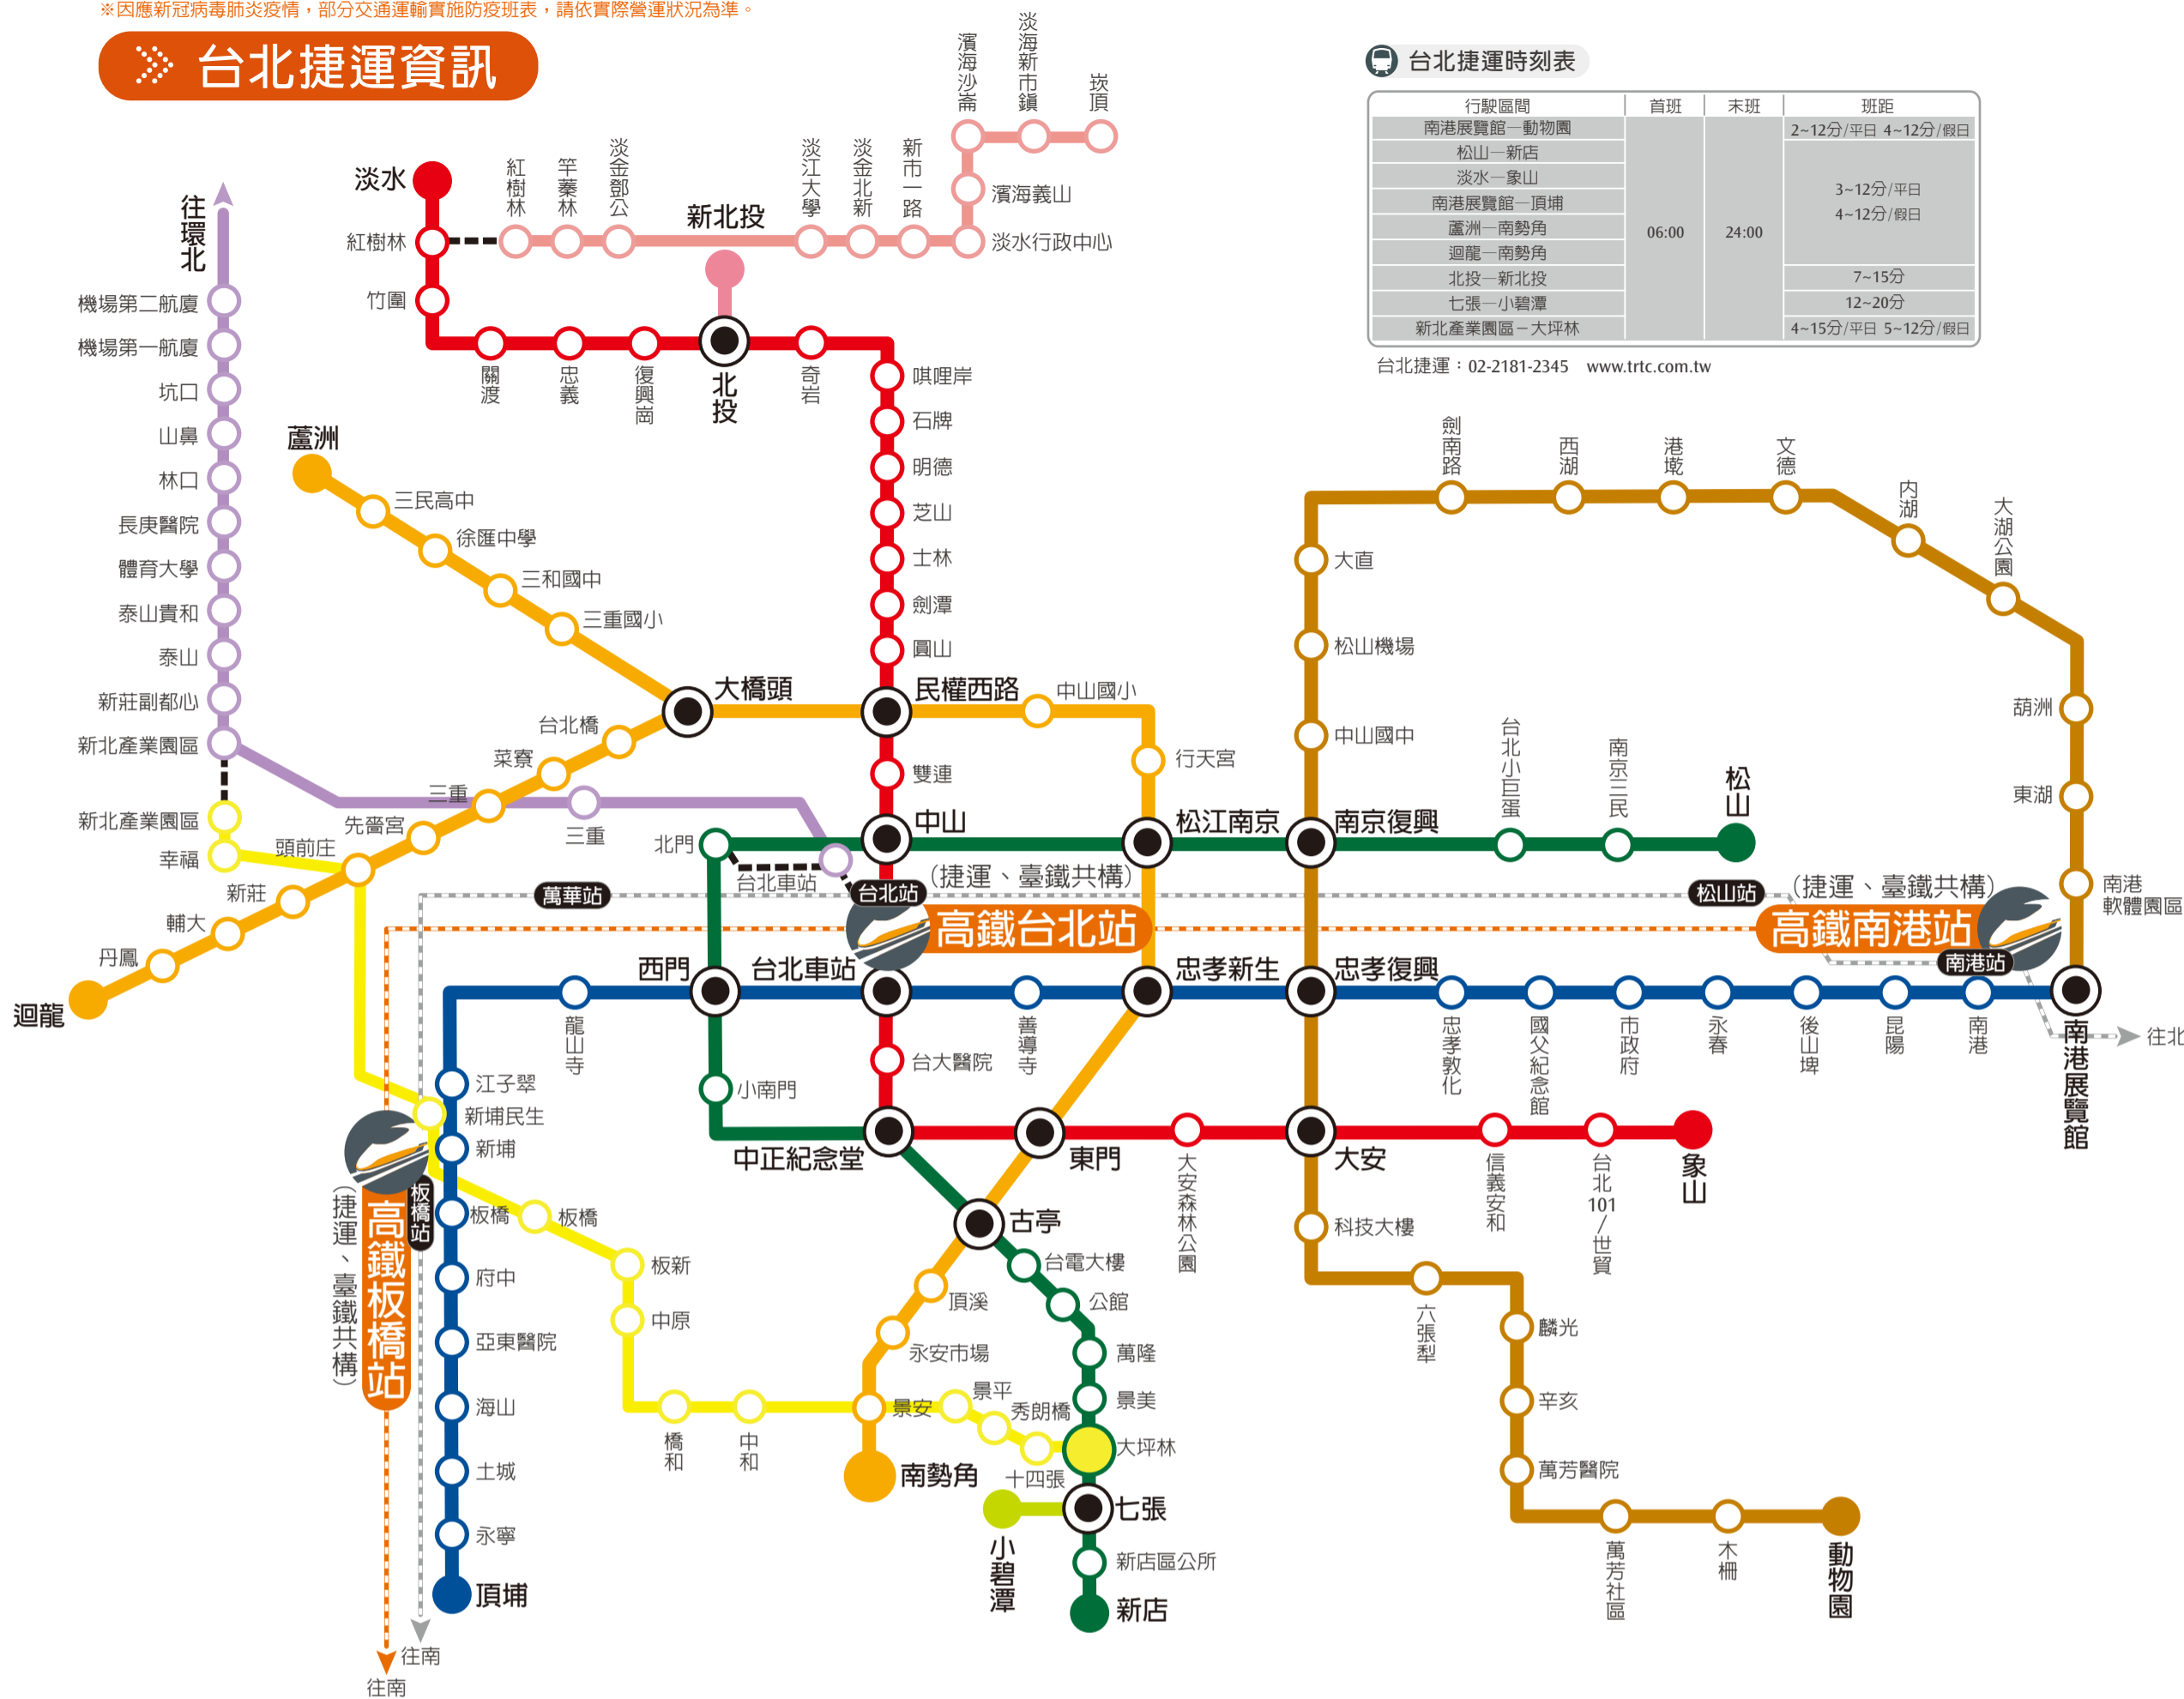 ※因應新冠病毒肺炎疫情，部分交通運輸實施防疫班表，請依實際營運狀況為準。
台北捷運資訊
台北捷運時刻表
行駛區間 首班 末班 班距
南港展覽館—動物園 2~12分/平日 4~12分/假日
松山—新店
淡水—象山
南港展覽館—頂埔
蘆洲—南勢角
迴龍—南勢角
3~12分/平日
4~12分/假日
06:00 24:00
北投—新北投 7~15分
七張—小碧潭 12~20分
新北產業園區－大坪林 4~15分/平日 5~12分/假日
台北捷運：02-2181-2345 www.trtc.com.tw
淡水
紅樹林
竹圍
關渡
忠義
復興崗
北投
新北投
奇岩
唭哩岸
石牌
明德
芝山
士林
劍潭
圓山
民權西路
雙連
中山
台北車站
台大醫院
中正紀念堂
東門
大安森林公園
大安
信義安和
台北101/世貿
象山
紅樹林
竿蓁林
淡金鄧公
淡江大學
淡金北新
新市一路
淡水行政中心
濱海義山
濱海沙崙
淡海新市鎮
崁頂
往環北
機場第二航廈
機場第一航廈
坑口
山鼻
林口
長庚醫院
體育大學
泰山貴和
泰山
新莊副都心
新北產業園區
三重
台北車站
新北產業園區
幸福
頭前庄
新埔民生
板橋
板新
中原
橋和
中和
景安
景平
秀朗橋
十四張
大坪林
蘆洲
三民高中
徐匯中學
三和國中
三重國小
大橋頭
台北橋
菜寮
三重
先嗇宮
新莊
輔大
丹鳳
迴龍
中山國小
行天宮
松江南京
忠孝新生
古亭
頂溪
永安市場
南勢角
松山
南京三民
台北小巨蛋
南京復興
北門
西門
小南門
台電大樓
公館
萬隆
景美
七張
小碧潭
新店區公所
新店
頂埔
永寧
土城
海山
亞東醫院
府中
板橋
新埔
江子翠
龍山寺
善導寺
忠孝復興
忠孝敦化
國父紀念館
市政府
永春
後山埤
昆陽
南港
南港展覽館
南港
軟體園區
東湖
葫洲
大湖公園
內湖
文德
港墘
西湖
劍南路
大直
松山機場
中山國中
科技大樓
六張犁
麟光
辛亥
萬芳醫院
萬芳社區
木柵
動物園
萬華站
台北站
（捷運、臺鐵共構）
高鐵台北站
松山站
（捷運、臺鐵共構）
高鐵南港站
南港站
往北
板橋站
高鐵板橋站
（捷運、臺鐵共構）
往南
往南